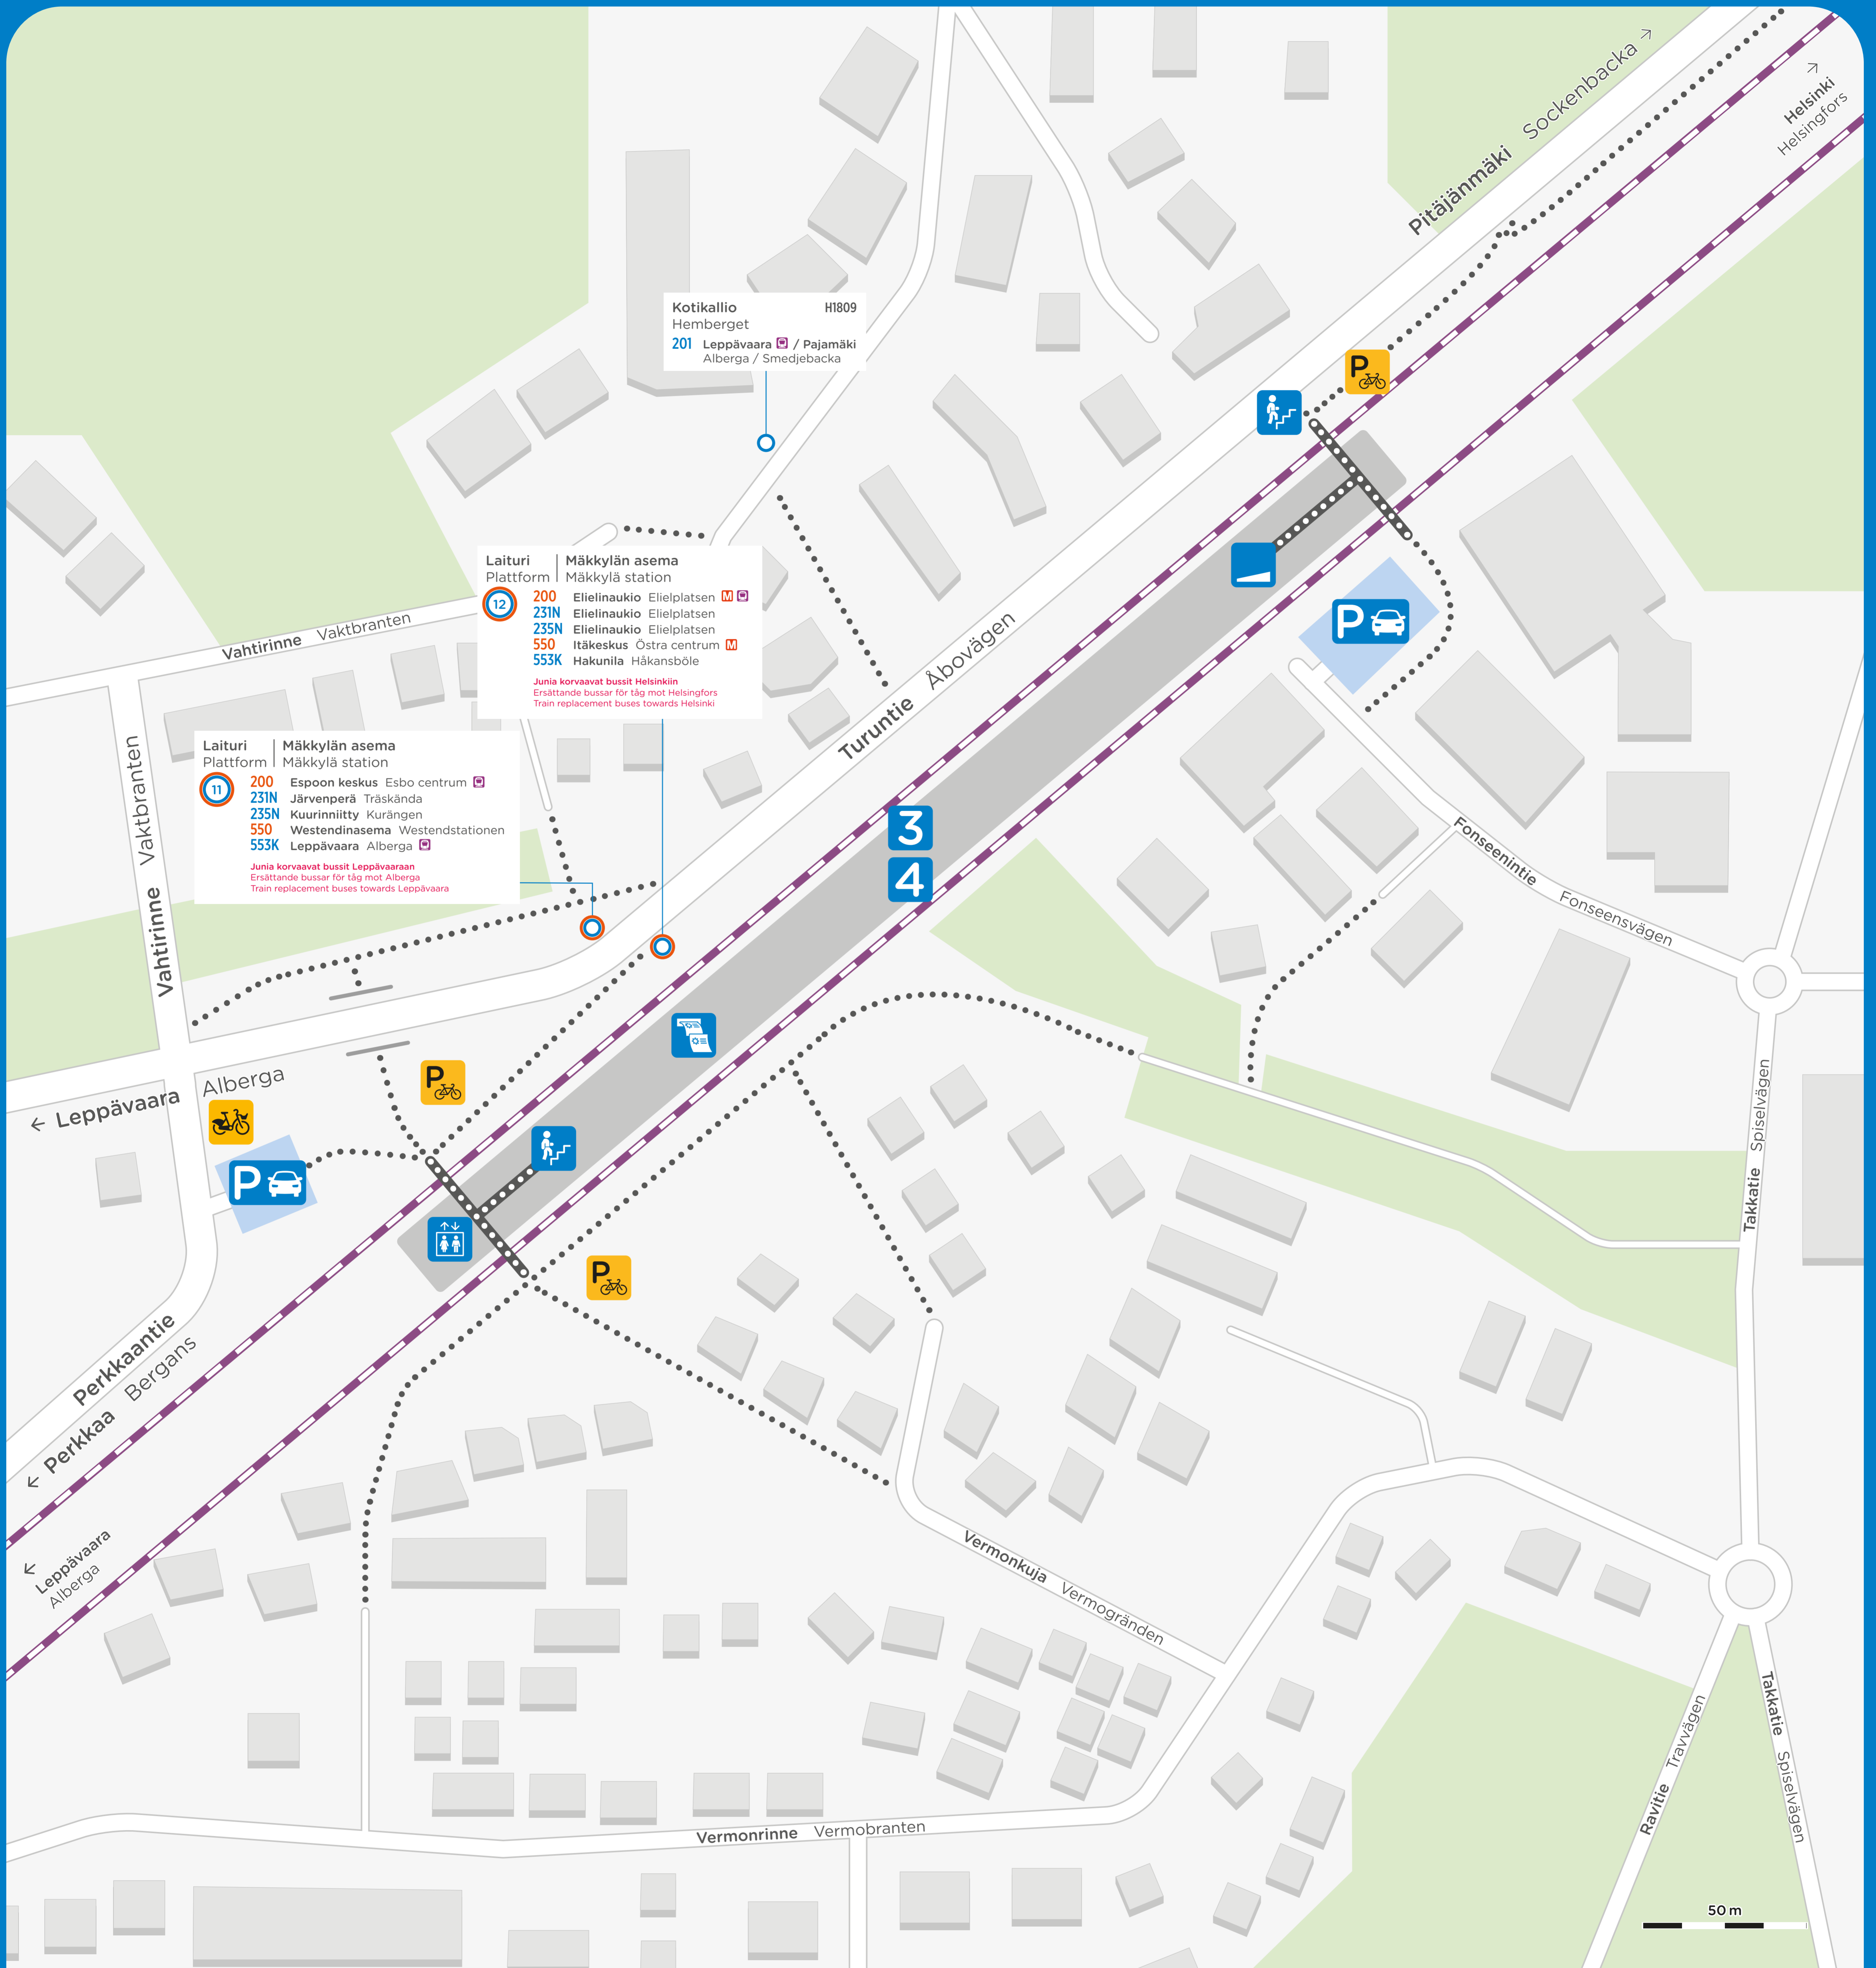 Pitäjänmäki Sockenbacka
Helsinki
Helsingfors
Kotikallio H1809
Hemberget
201 Leppävaara / Pajamäki
Alberga / Smedjebacka
P
Laituri Mäkkylän asema
Plattform Mäkkylä station
12
200 Elielinaukio Elielplatsen M
231N Elielinaukio Elielplatsen
235N Elielinaukio Elielplatsen
550 Itäkeskus Östra centrum M
553K Hakunila Håkansböle
Junia korvaavat bussit Helsinkiin
Ersättande bussar för tåg mot Helsingfors
Train replacement buses towards Helsinki
P
Vahtirinne Vaktbranten
Turuntie Åbovägen
Laituri Mäkkylän asema
Plattform Mäkkylä station
11
200 Espoon keskus Esbo centrum
231N Järvenperä Träskända
235N Kuurinniitty Kurängen
550 Westendinasema Westendstationen
553K Leppävaara Alberga
Junia korvaavat bussit Leppävaaraan
Ersättande bussar för tåg mot Alberga
Train replacement buses towards Leppävaara
Vahtirinne Vaktbranten
3
4
Fonseenintie Fonseensvägen
← Leppävaara Alberga
P
P
P
Takkatie Spiselvägen
Perkkaantie
← Perkkaa Bergans
← Leppävaara
Alberga
Vermonkuja Vermogränden
Vermonrinne Vermobranten
Ravitie Travvägen
Takkatie Spiselvägen
50 m